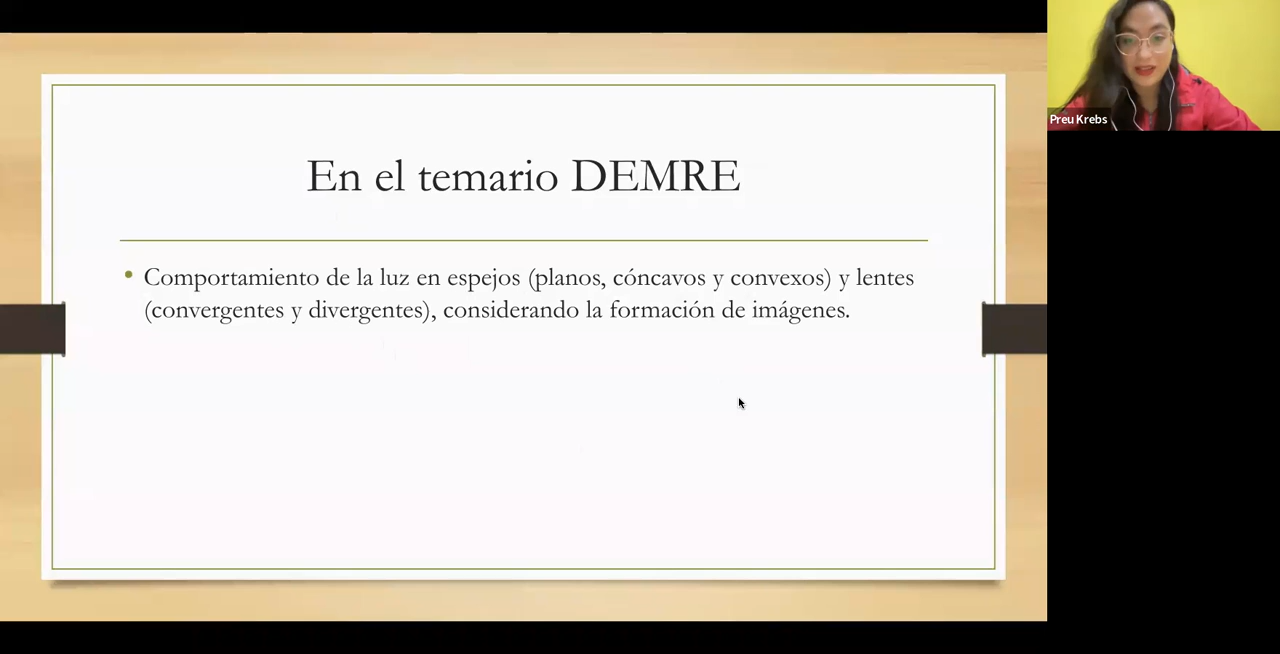 En el temario DEMRE
• Comportamiento de la luz en espejos (planos, cóncavos y convexos) y lentes
(convergentes y divergentes), considerando la formación de imágenes.
Preu Krebs